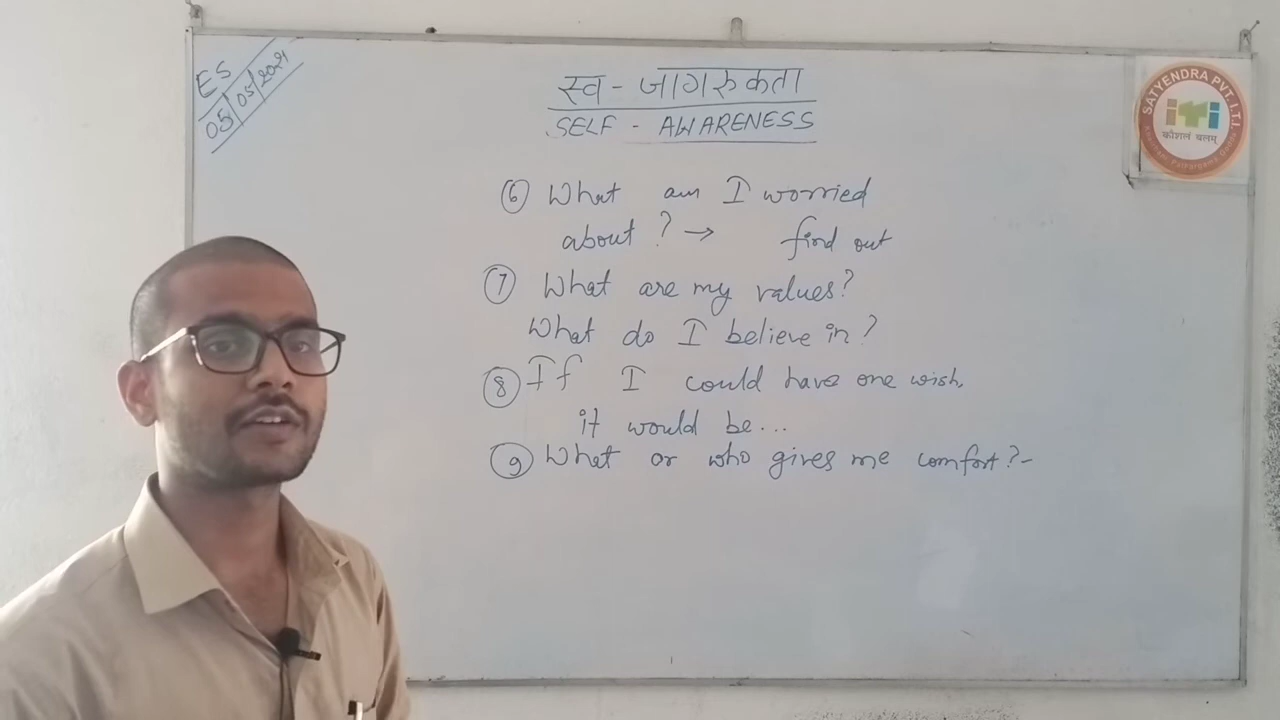 ES
05/05/2021
स्व - जागरुकता
SELF - AWARENESS
⑥ What am I worried
about? → find out
⑦ What are my values?
What do I believe in?
⑧ If I could have one wish,
it would be...
⑨ What or who gives me comfort?-
SATYENDRA PVT. I.T.I.
iTi
कौशलं बलम्